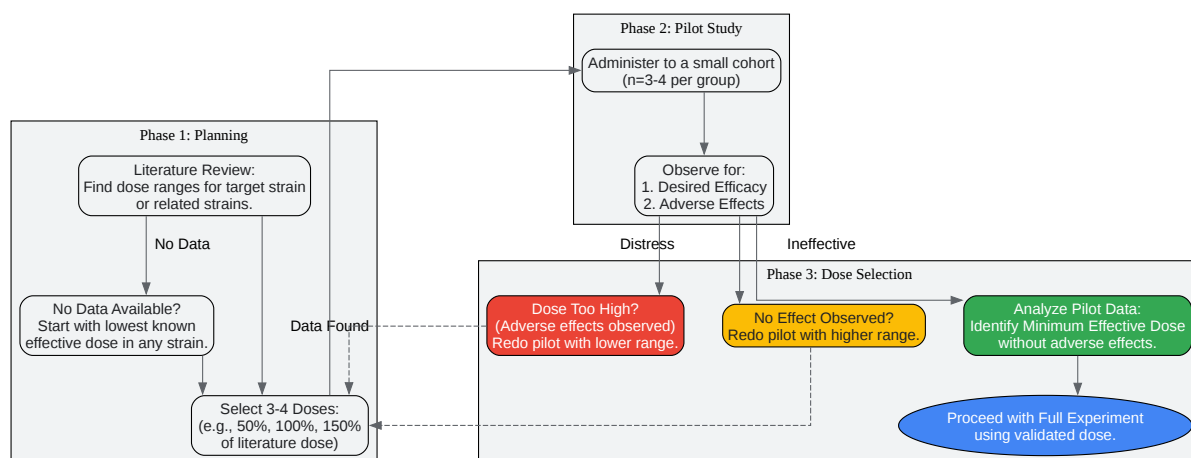 Phase 1: Planning
Literature Review:
Find dose ranges for target strain
or related strains.
No Data
No Data Available?
Start with lowest known
effective dose in any strain.
Data Found
Select 3-4 Doses:
(e.g., 50%, 100%, 150%
of literature dose)
Phase 2: Pilot Study
Administer to a small cohort
(n=3-4 per group)
Observe for:
1. Desired Efficacy
2. Adverse Effects
Distress
Ineffective
Phase 3: Dose Selection
Dose Too High?
(Adverse effects observed)
Redo pilot with lower range.
No Effect Observed?
Redo pilot with higher range.
Analyze Pilot Data:
Identify Minimum Effective Dose
without adverse effects.
Proceed with Full Experiment
using validated dose.